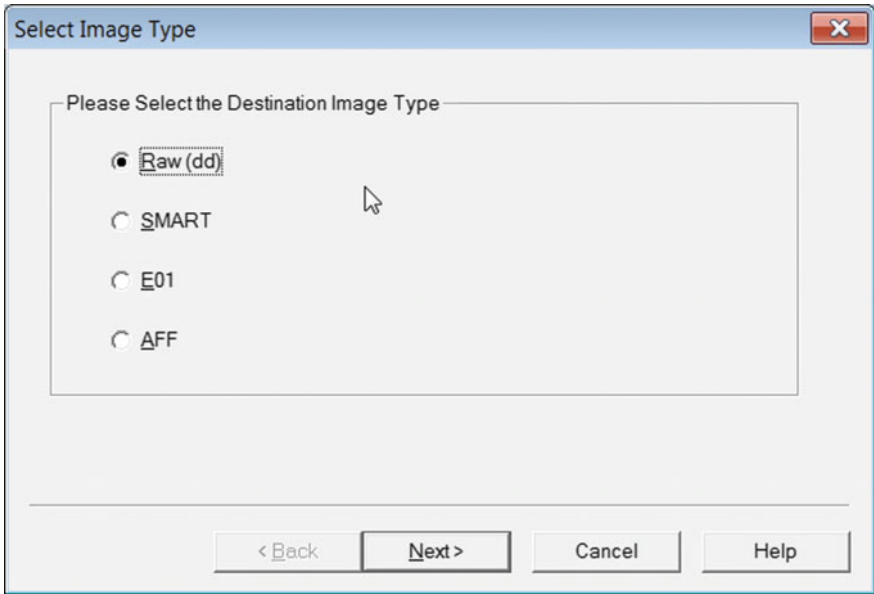 Select Image Type
Please Select the Destination Image Type
Raw (dd)
SMART
E01
AFF
< Back Next > Cancel Help